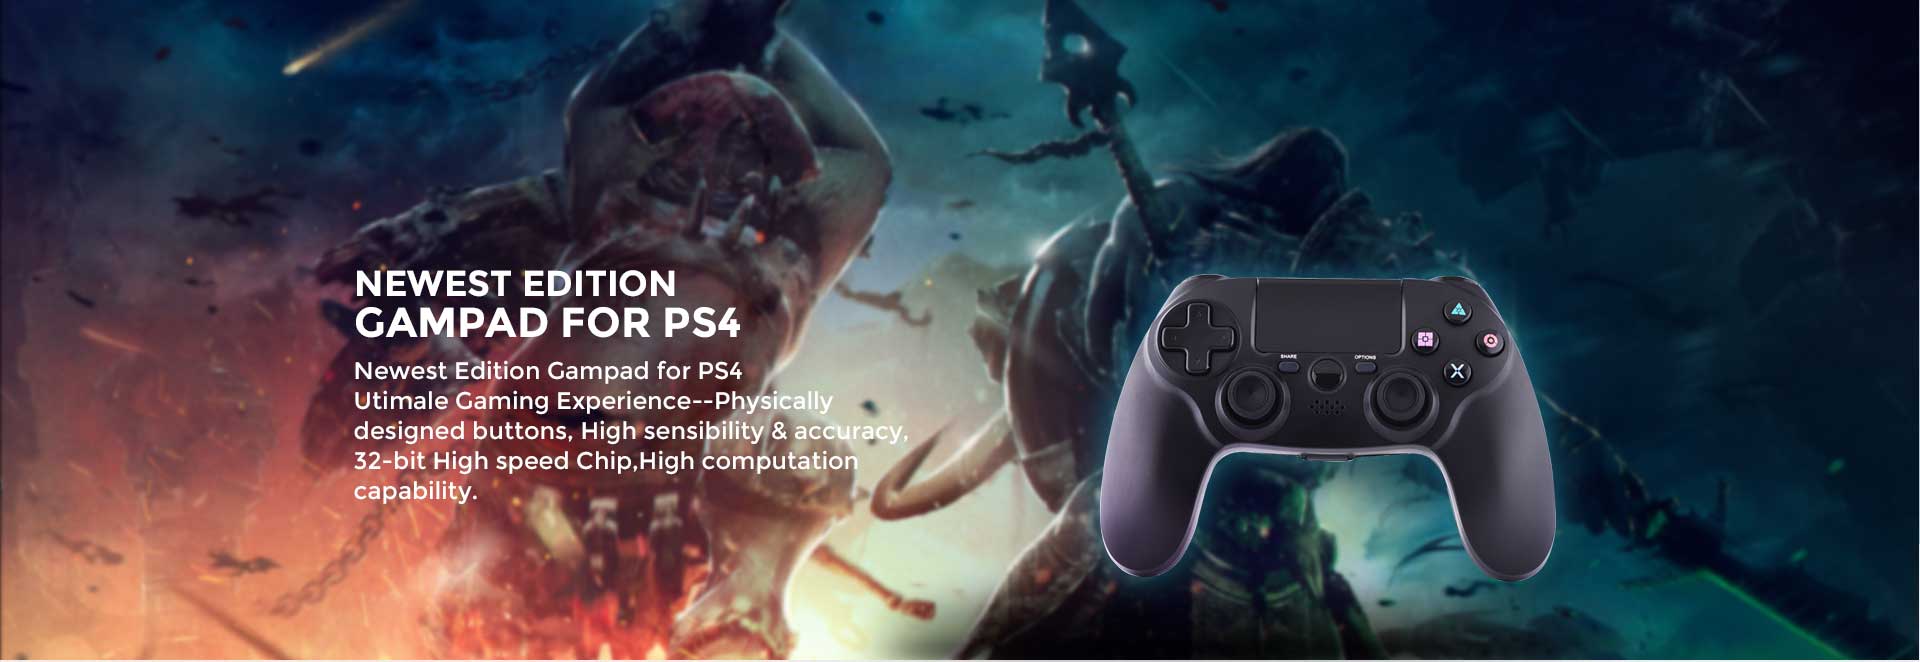 NEWEST EDITION
GAMPAD FOR PS4
Newest Edition Gampad for PS4
Utimale Gaming Experience--Physically
designed buttons, High sensibility & accuracy,
32-bit High speed Chip,High computation
capability.
SHARE
OPTIONS